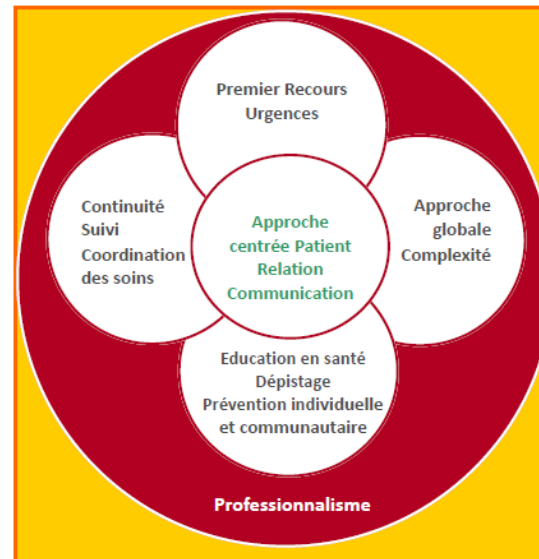 Premier Recours
Urgences
Continuité
Suivi
Coordination
des soins
Approche
centrée Patient
Relation
Communication
Approche
globale
Complexité
Education en santé
Dépistage
Prévention individuelle
et communautaire
Professionnalisme